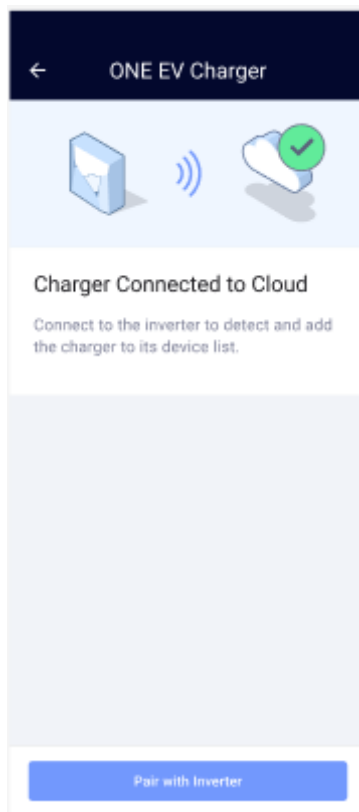 ONE EV Charger
Charger Connected to Cloud
Connect to the inverter to detect and add
the charger to its device list.
Pair with Inverter